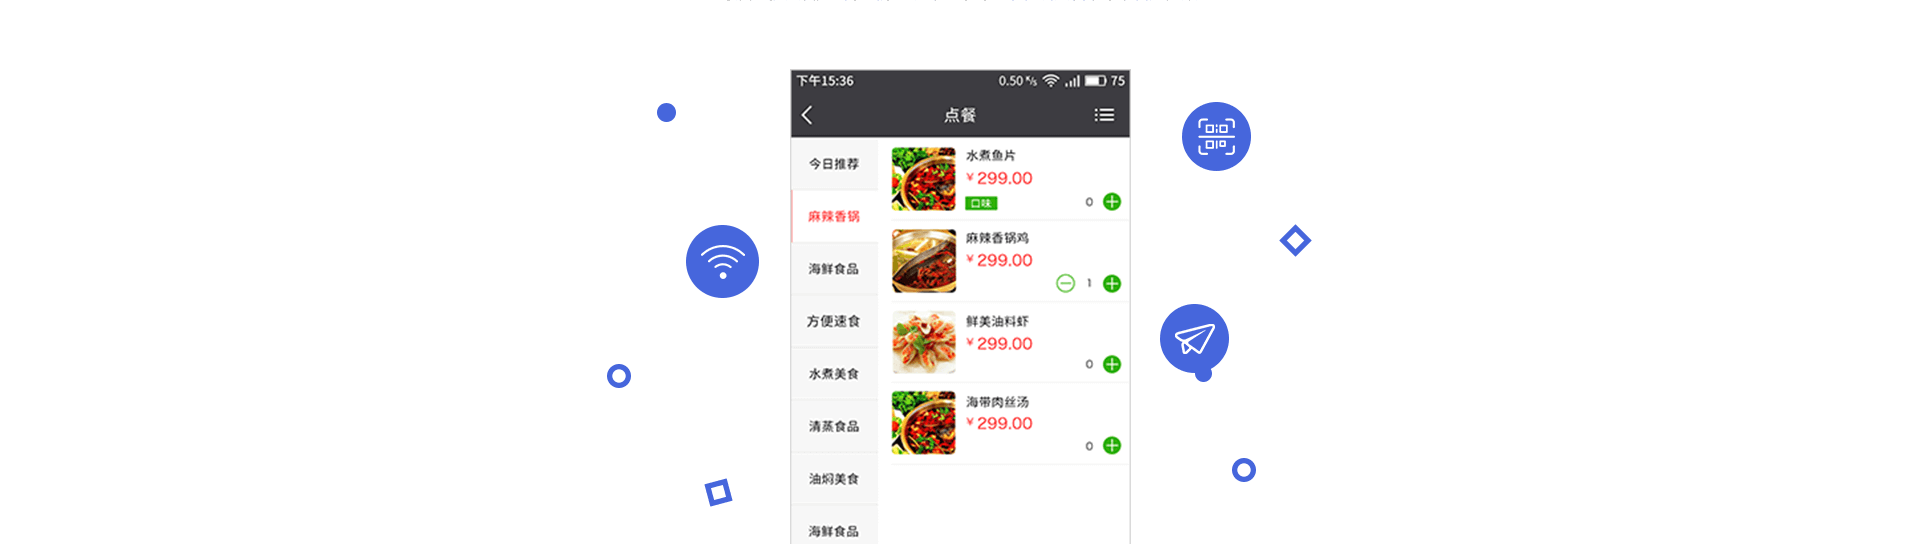 下午15:36 0.50 K/s 75
点餐
今日推荐
麻辣香锅
海鲜食品
方便速食
水煮美食
清蒸食品
油焖美食
海鲜食品
水煮鱼片
¥299.00
口味 0
麻辣香锅鸡
¥299.00
1
鲜美油料虾
¥299.00
0
海带肉丝汤
¥299.00
0